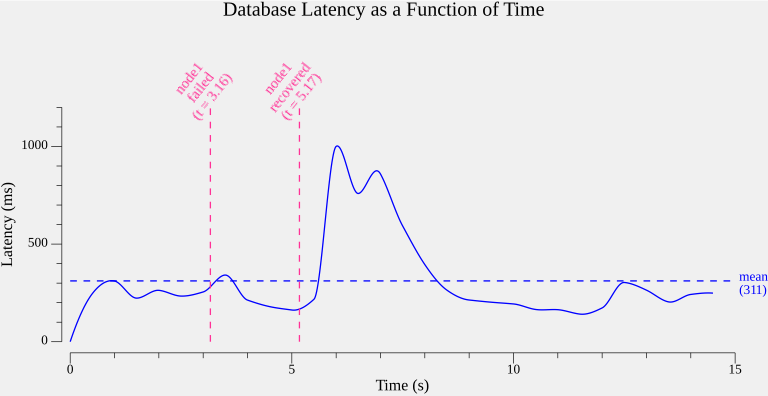 Database Latency as a Function of Time
node1
failed
(t = 3.16)
node1
recovered
(t = 5.17)
1000
500
0
Latency (ms)
mean
(311)
0
5
10
15
Time (s)